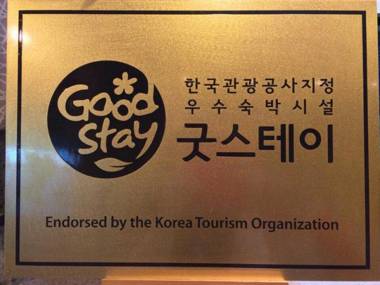 Good
Stay
한국관광공사지정
우수숙박시설
굿스테이
Endorsed by the Korea Tourism Organization